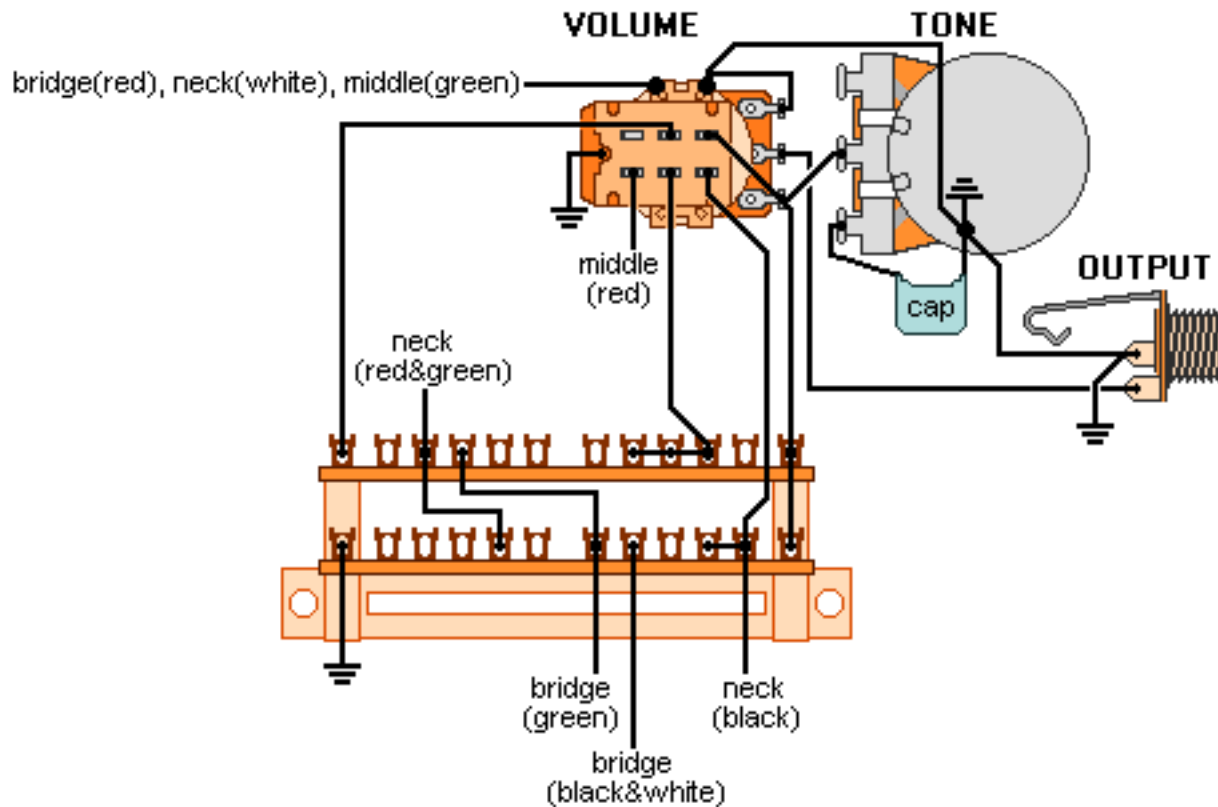 VOLUME
TONE
bridge(red), neck(white), middle(green)
middle
(red)
OUTPUT
cap
neck
(red&green)
bridge
(green)
neck
(black)
bridge
(black&white)